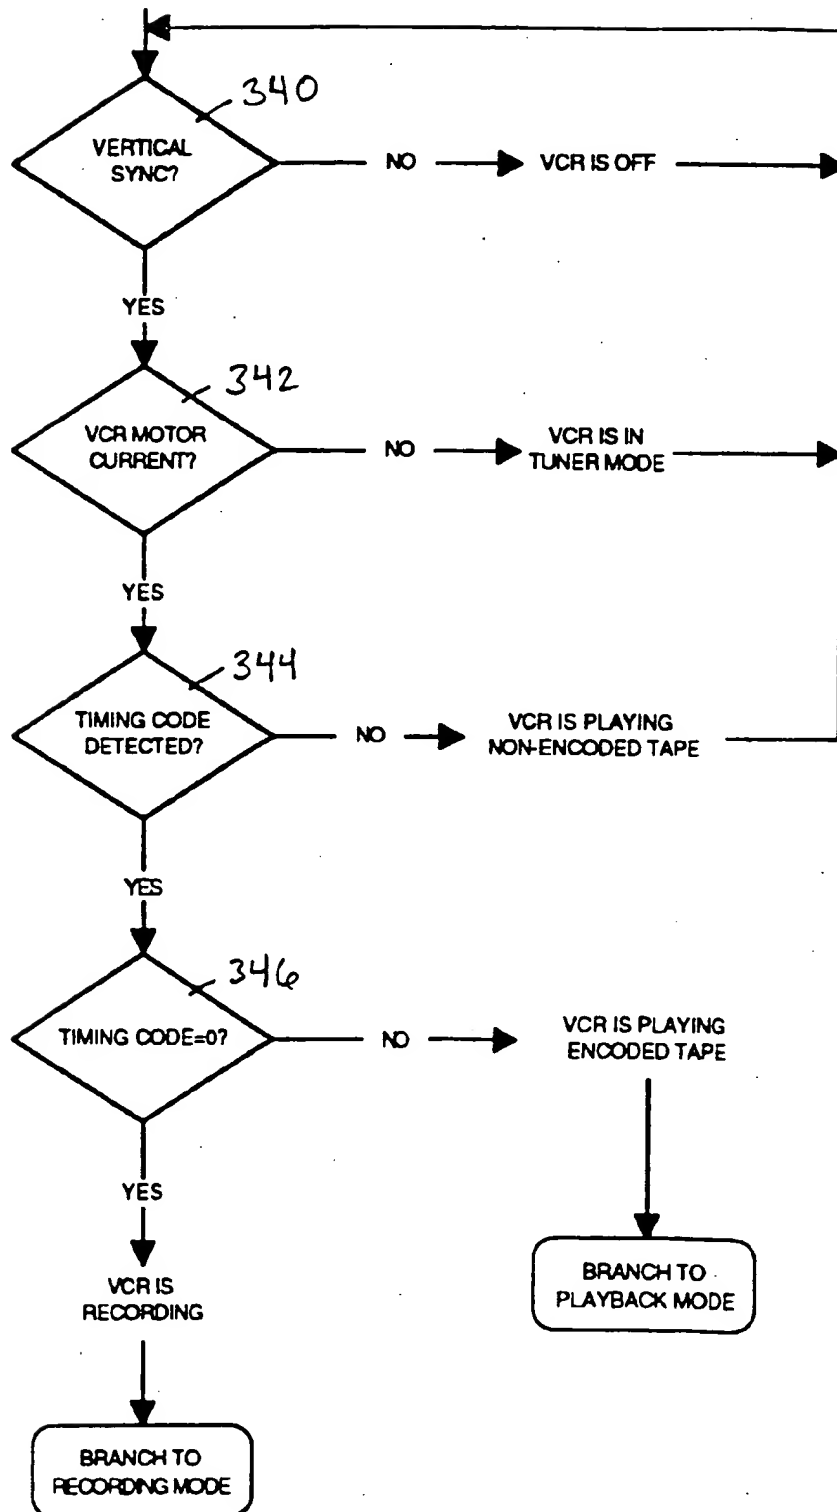 340
VERTICAL
SYNC?
NO
VCR IS OFF
YES
342
VCR MOTOR
CURRENT?
NO
VCR IS IN
TUNER MODE
YES
344
TIMING CODE
DETECTED?
NO
VCR IS PLAYING
NON-ENCODED TAPE
YES
346
TIMING CODE=0?
NO
VCR IS PLAYING
ENCODED TAPE
YES
VCR IS
RECORDING
BRANCH TO
PLAYBACK MODE
BRANCH TO
RECORDING MODE